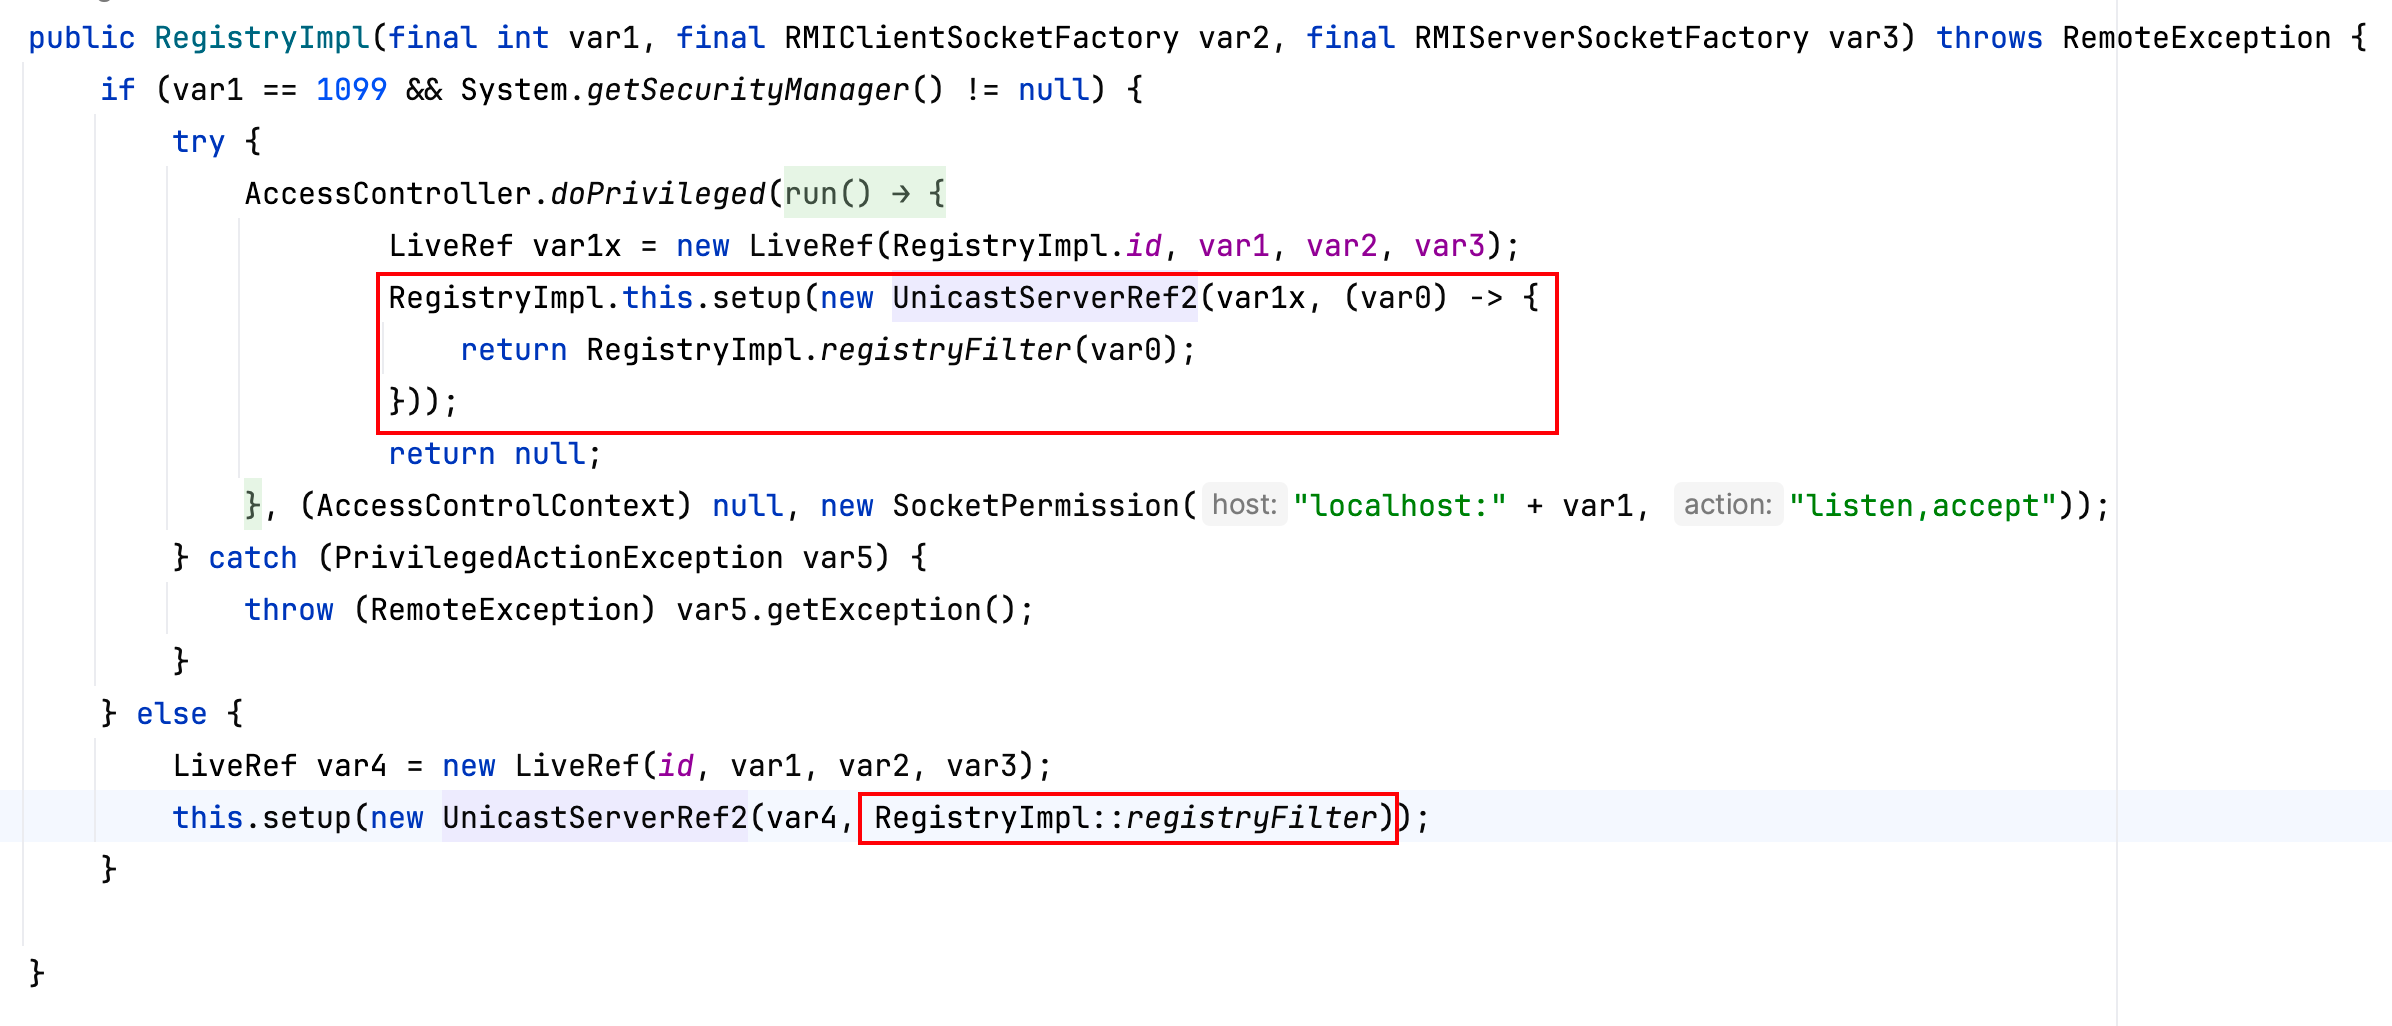 public RegistryImpl(final int var1, final RMIClientSocketFactory var2, final RMIServerSocketFactory var3) throws RemoteException {
if (var1 == 1099 && System.getSecurityManager() != null) {
try {
AccessController.doPrivileged(run() → {
LiveRef var1x = new LiveRef(RegistryImpl.id, var1, var2, var3);
RegistryImpl.this.setup(new UnicastServerRef2(var1x, (var0) -> {
return RegistryImpl.registryFilter(var0);
}));
return null;
}, (AccessControlContext) null, new SocketPermission( host: "localhost:" + var1, action: "listen,accept"));
} catch (PrivilegedActionException var5) {
throw (RemoteException) var5.getException();
}
} else {
LiveRef var4 = new LiveRef(id, var1, var2, var3);
this.setup(new UnicastServerRef2(var4, RegistryImpl::registryFilter));
}
}